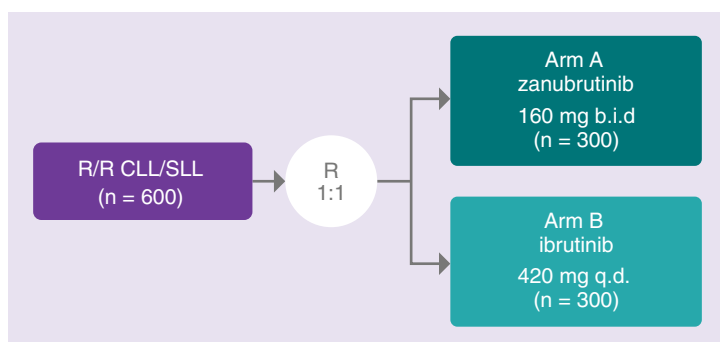 R/R CLL/SLL
(n = 600)
R
1:1
Arm A
zanubrutinib
160 mg b.i.d
(n = 300)
Arm B
ibrutinib
420 mg q.d.
(n = 300)